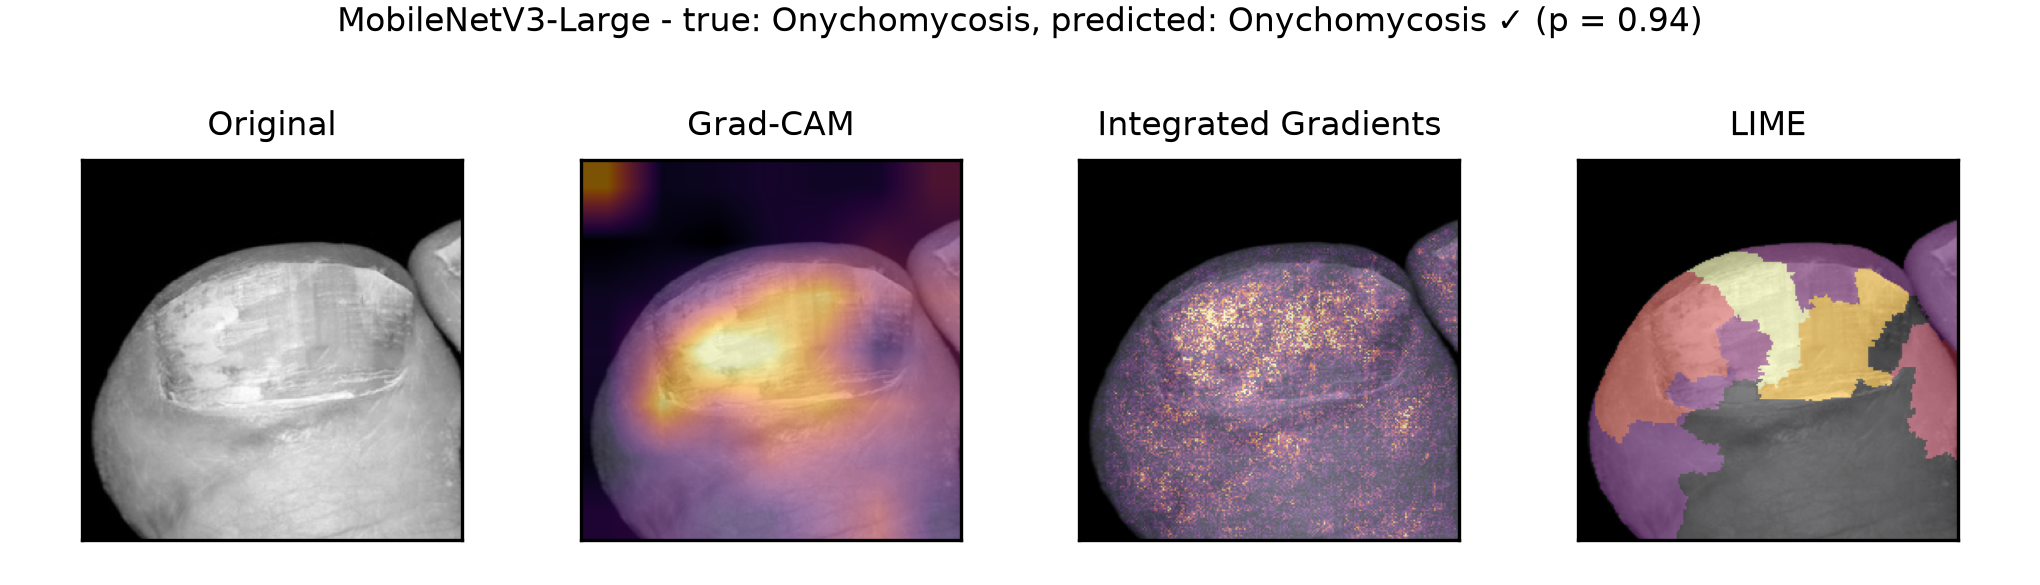 MobileNetV3-Large - true: Onychomycosis, predicted: Onychomycosis ✓ (p = 0.94)
Original
Grad-CAM
Integrated Gradients
LIME